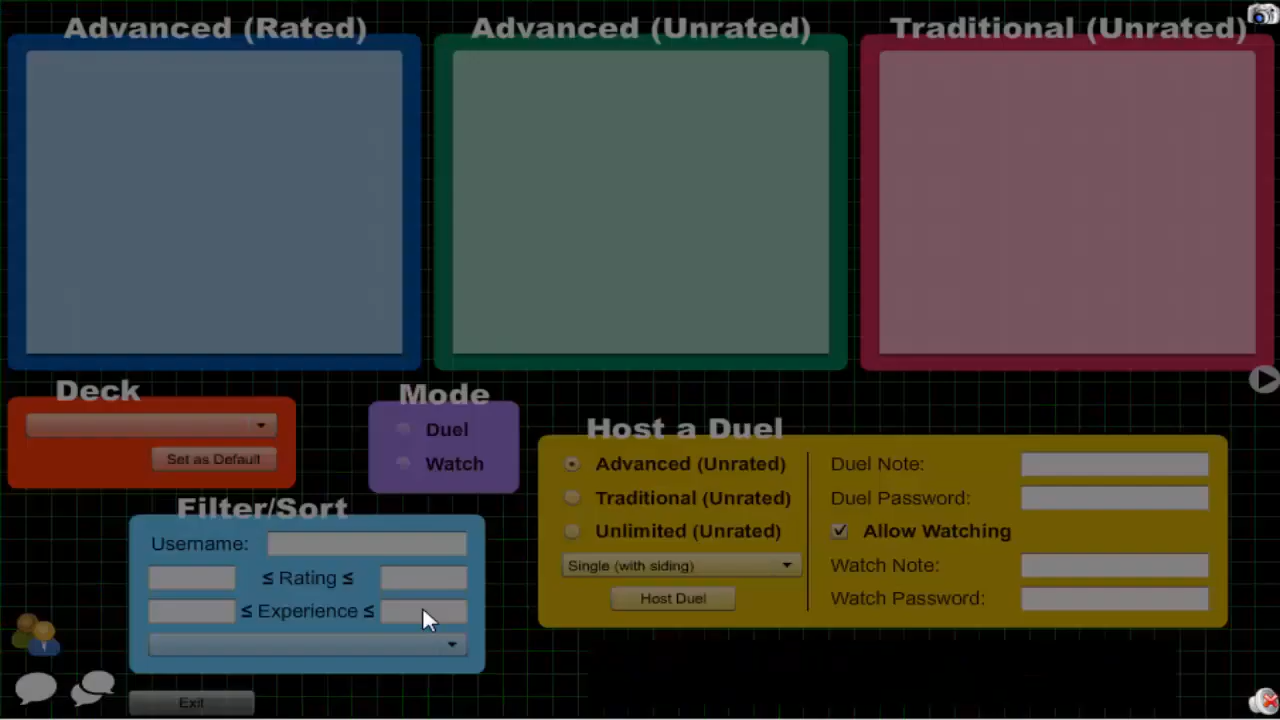 Advanced (Rated)
Advanced (Unrated)
Traditional (Unrated)
Deck
Set as Default
Mode
Duel
Watch
Filter/Sort
Username:
≤ Rating ≤
≤ Experience ≤
Exit
Host a Duel
Advanced (Unrated)
Traditional (Unrated)
Unlimited (Unrated)
Single (with siding)
Host Duel
Duel Note:
Duel Password:
Allow Watching
Watch Note:
Watch Password: